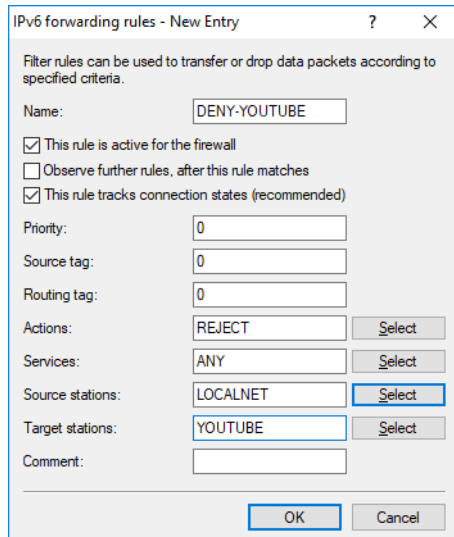 IPv6 forwarding rules - New Entry ? ✕
Filter rules can be used to transfer or drop data packets according to
specified criteria.
Name: DENY-YOUTUBE
This rule is active for the firewall
Observe further rules, after this rule matches
This rule tracks connection states (recommended)
Priority: 0
Source tag: 0
Routing tag: 0
Actions: REJECT Select
Services: ANY Select
Source stations: LOCALNET Select
Target stations: YOUTUBE Select
Comment:
OK Cancel